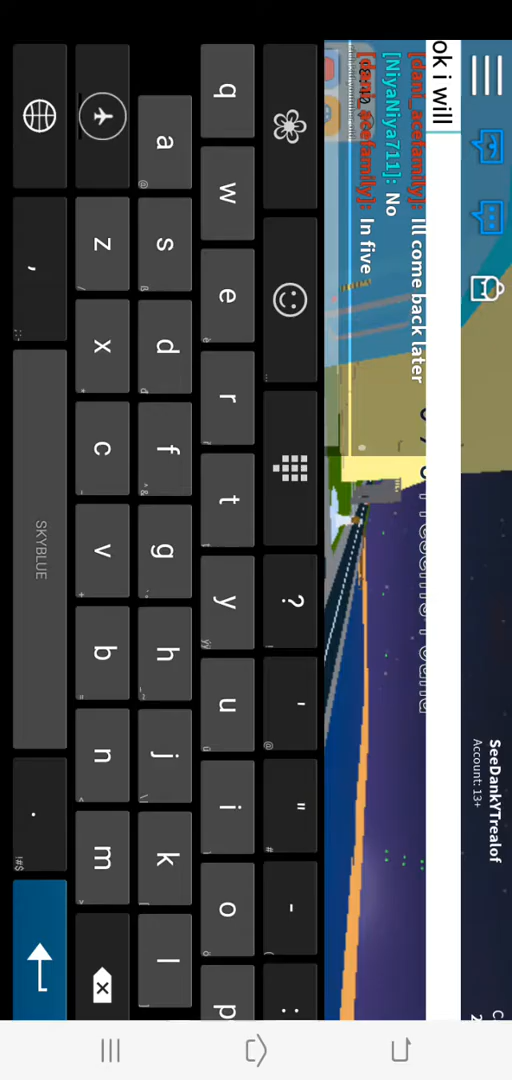 SeeDankYTrealof
Account: 13+
ok i will
[dani_acefamily]: Ill come back later
[NiyaNiya711]: No
[dani_acefamily]: In five
? ' " - :
q w e r t y u i o p
a s d f g h j k l
z x c v b n m
, SKYBLUE .